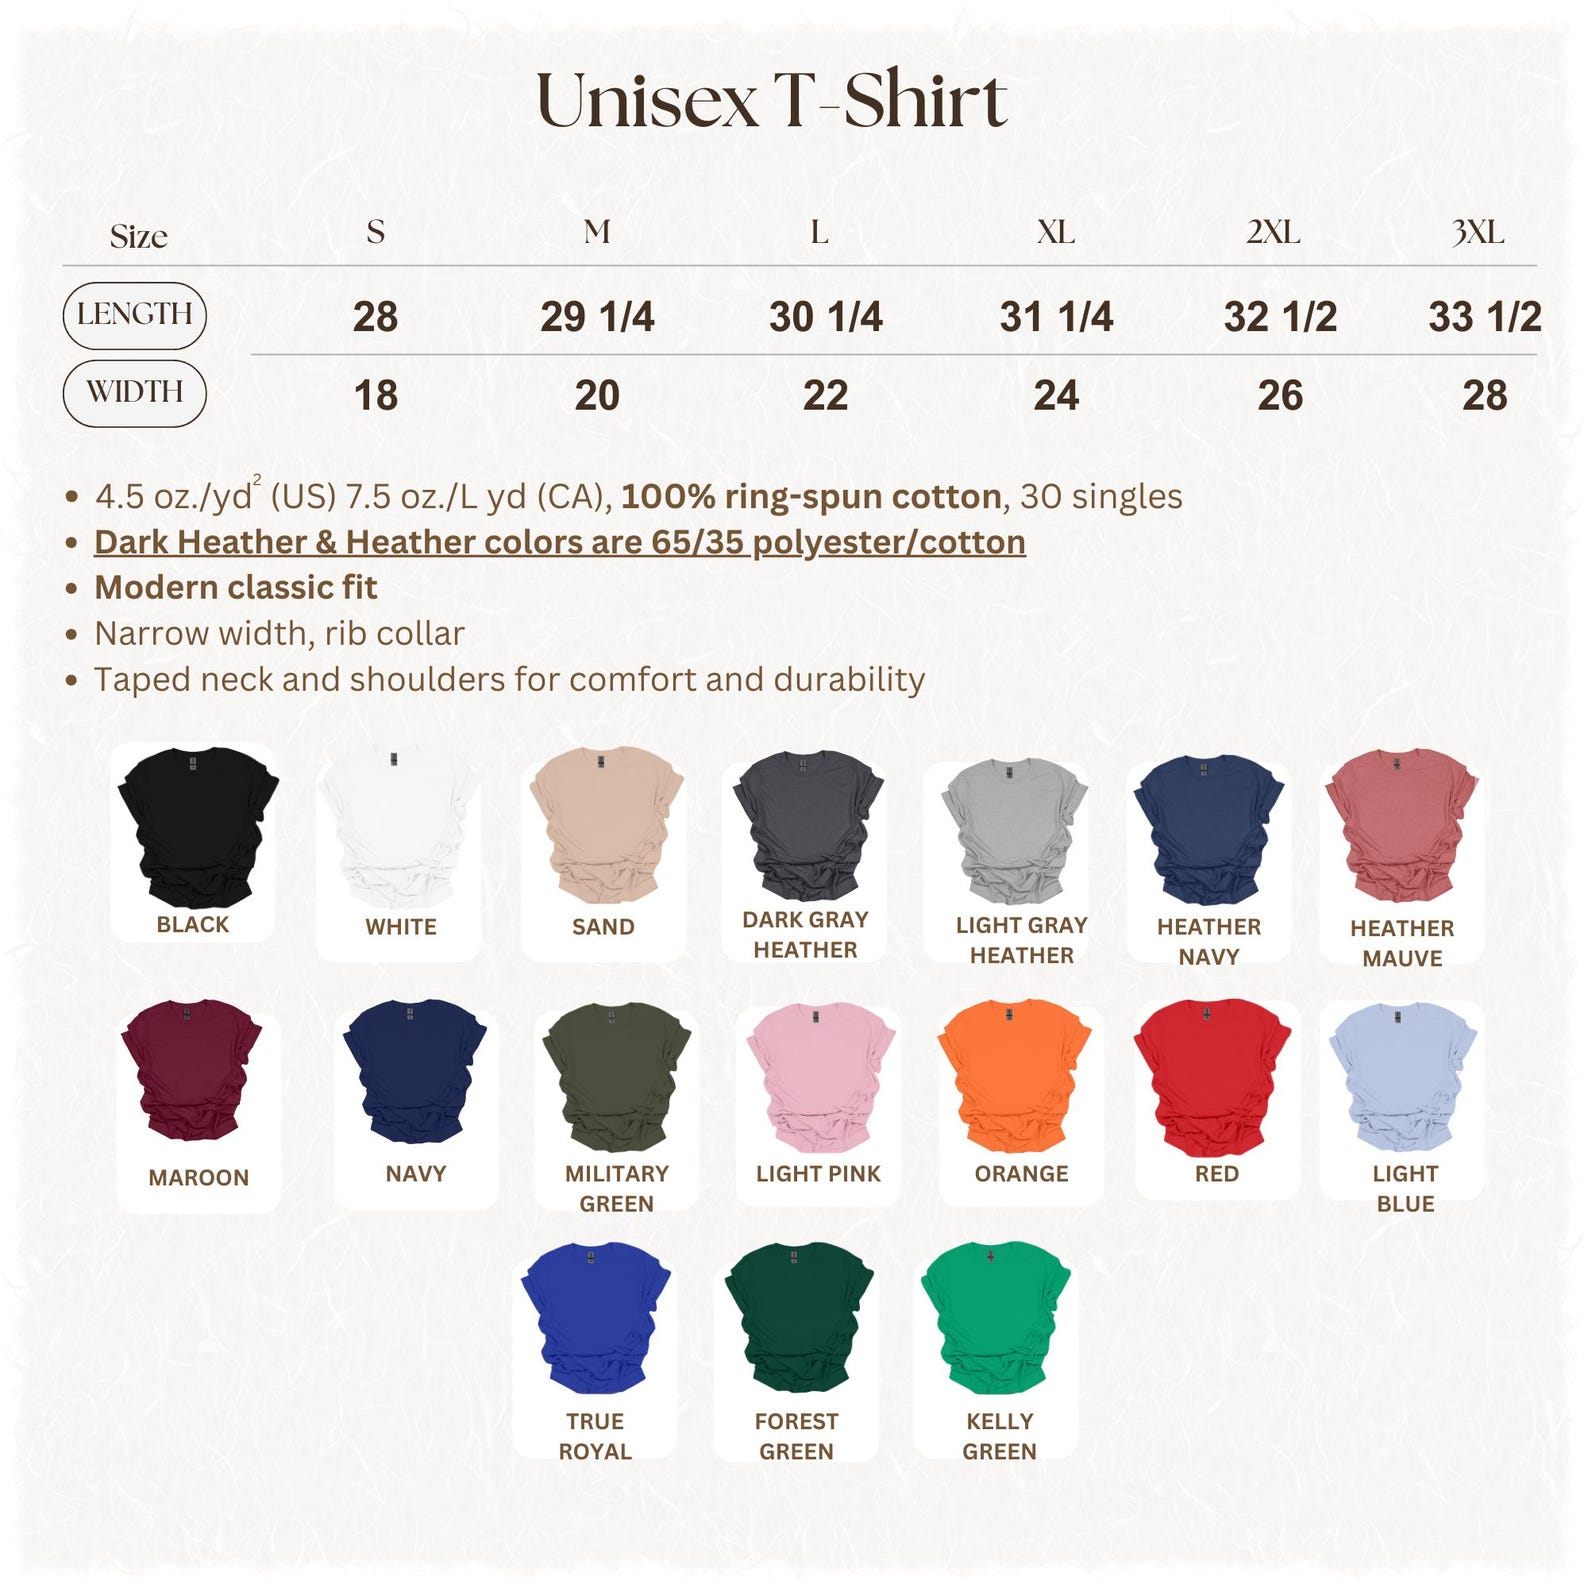 Unisex T-Shirt
Size S M L XL 2XL 3XL
LENGTH 28 29 1/4 30 1/4 31 1/4 32 1/2 33 1/2
WIDTH 18 20 22 24 26 28
• 4.5 oz./yd² (US) 7.5 oz./L yd (CA), 100% ring-spun cotton, 30 singles
• Dark Heather & Heather colors are 65/35 polyester/cotton
• Modern classic fit
• Narrow width, rib collar
• Taped neck and shoulders for comfort and durability
BLACK
WHITE
SAND
DARK GRAY
HEATHER
LIGHT GRAY
HEATHER
HEATHER
NAVY
HEATHER
MAUVE
MAROON
NAVY
MILITARY
GREEN
LIGHT PINK
ORANGE
RED
LIGHT
BLUE
TRUE
ROYAL
FOREST
GREEN
KELLY
GREEN